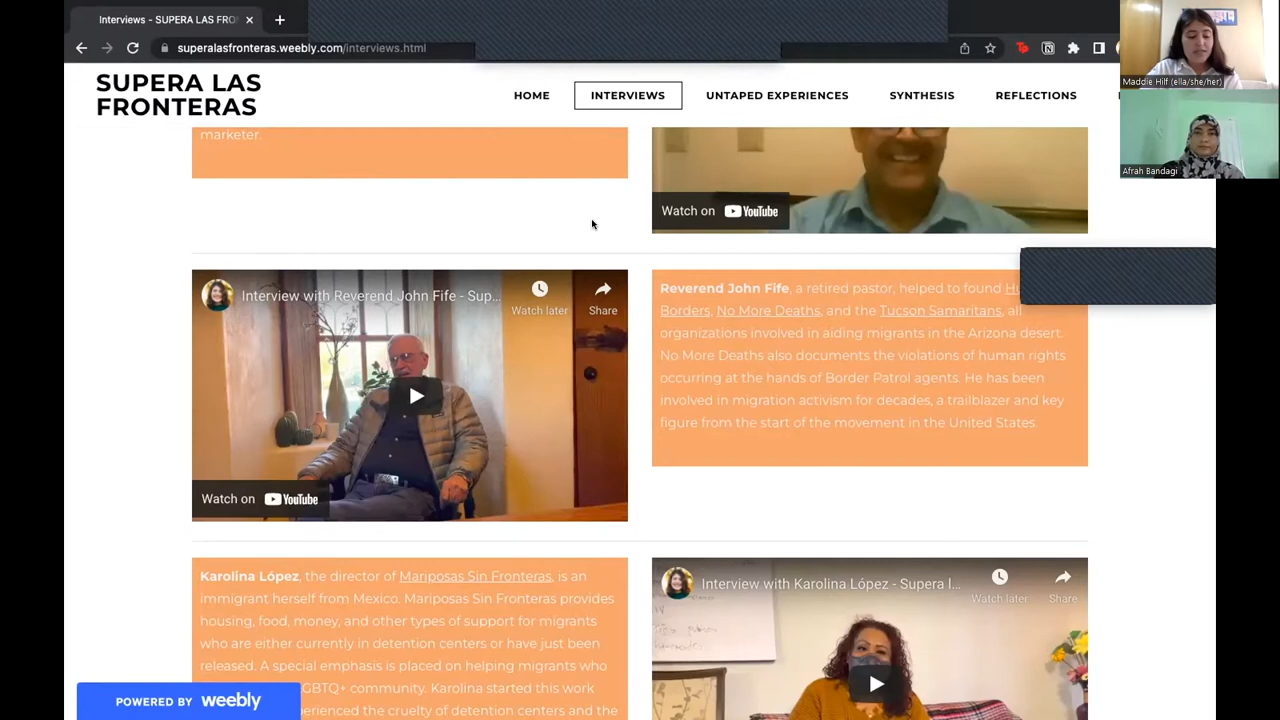 Interviews - SUPERA LAS FRO
superalasfronteras.weebly.com/interviews.html
Maddie Hilf (ella/she/her)
Afrah Bandagi
SUPERA LAS
FRONTERAS
HOME
INTERVIEWS
UNTAPED EXPERIENCES
SYNTHESIS
REFLECTIONS
marketer.
Watch on YouTube
Interview with Reverend John Fife - Sup...
Watch later
Share
Watch on YouTube
Reverend John Fife, a retired pastor, helped to found
Borders, No More Deaths, and the Tucson Samaritans, all
organizations involved in aiding migrants in the Arizona desert.
No More Deaths also documents the violations of human rights
occurring at the hands of Border Patrol agents. He has been
involved in migration activism for decades, a trailblazer and key
figure from the start of the movement in the United States.
Karolina López, the director of Mariposas Sin Fronteras, is an
immigrant herself from Mexico. Mariposas Sin Fronteras provides
housing, food, money, and other types of support for migrants
who are either currently in detention centers or have just been
released. A special emphasis is placed on helping migrants who
GBTQ+ community. Karolina started this work
perienced the cruelty of detention centers and the
Interview with Karolina López - Supera l...
Watch later
Share
POWERED BY weebly